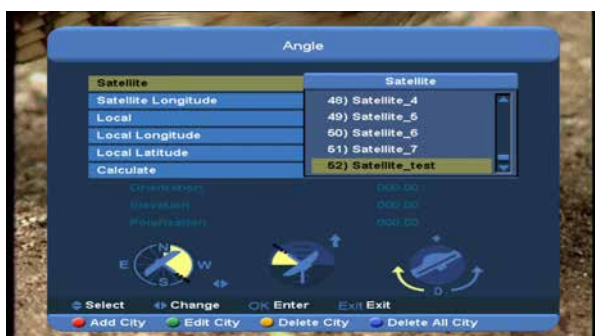 Angle
Satellite
Satellite Longitude
Local
Local Longitude
Local Latitude
Calculate
Satellite
48) Satellite_4
49) Satellite_5
50) Satellite_6
51) Satellite_7
52) Satellite_test
Orientation 000.00
Elevation 000.00
Polarization 000.00
N
E W
S
D
Select Change OK Enter Exit Exit
Add City Edit City Delete City Delete All City